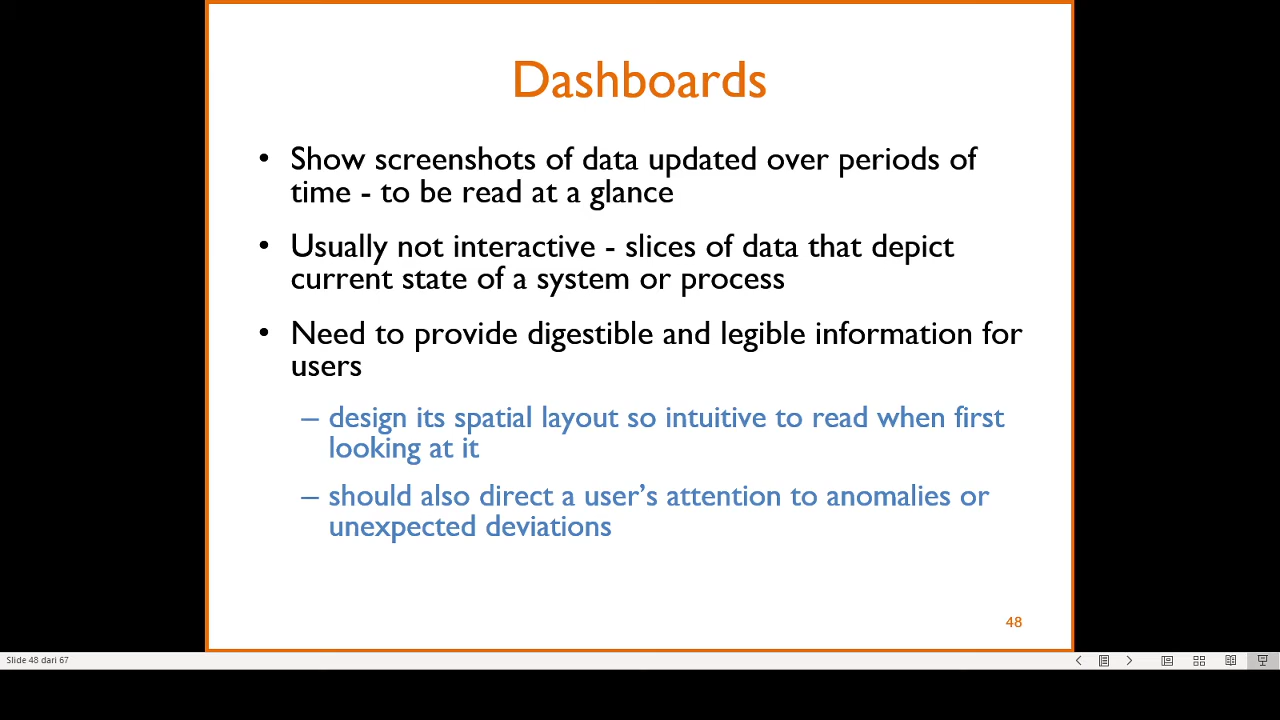 Dashboards
• Show screenshots of data updated over periods of
time - to be read at a glance
• Usually not interactive - slices of data that depict
current state of a system or process
• Need to provide digestible and legible information for
users
– design its spatial layout so intuitive to read when first
looking at it
– should also direct a user’s attention to anomalies or
unexpected deviations
48
Slide 48 dari 67